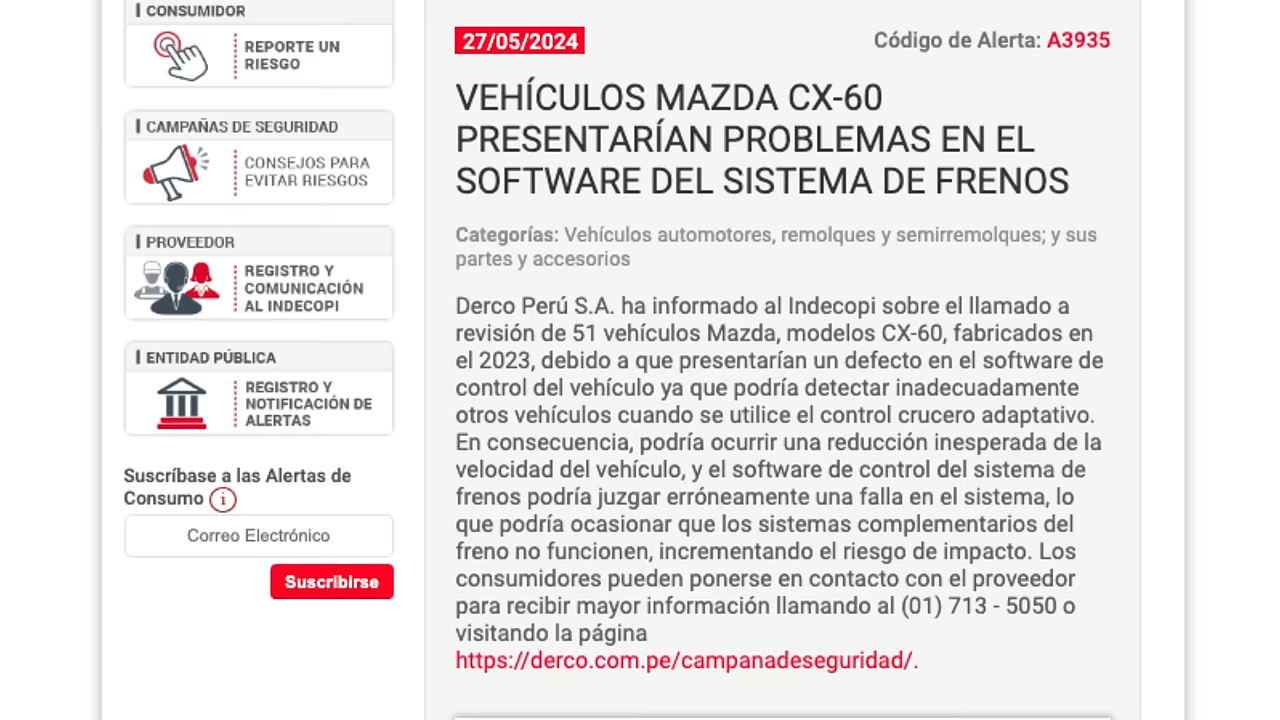 CONSUMIDOR
REPORTE UN
RIESGO
CAMPAÑAS DE SEGURIDAD
CONSEJOS PARA
EVITAR RIESGOS
PROVEEDOR
REGISTRO Y
COMUNICACIÓN
AL INDECOPI
ENTIDAD PÚBLICA
REGISTRO Y
NOTIFICACIÓN DE
ALERTAS
Suscríbase a las Alertas de
Consumo i
Correo Electrónico
Suscribirse
27/05/2024
Código de Alerta: A3935
VEHÍCULOS MAZDA CX-60
PRESENTARÍAN PROBLEMAS EN EL
SOFTWARE DEL SISTEMA DE FRENOS
Categorías: Vehículos automotores, remolques y semirremolques; y sus
partes y accesorios
Derco Perú S.A. ha informado al Indecopi sobre el llamado a
revisión de 51 vehículos Mazda, modelos CX-60, fabricados en
el 2023, debido a que presentarían un defecto en el software de
control del vehículo ya que podría detectar inadecuadamente
otros vehículos cuando se utilice el control crucero adaptativo.
En consecuencia, podría ocurrir una reducción inesperada de la
velocidad del vehículo, y el software de control del sistema de
frenos podría juzgar erróneamente una falla en el sistema, lo
que podría ocasionar que los sistemas complementarios del
freno no funcionen, incrementando el riesgo de impacto. Los
consumidores pueden ponerse en contacto con el proveedor
para recibir mayor información llamando al (01) 713 - 5050 o
visitando la página
https://derco.com.pe/campanadeseguridad/.